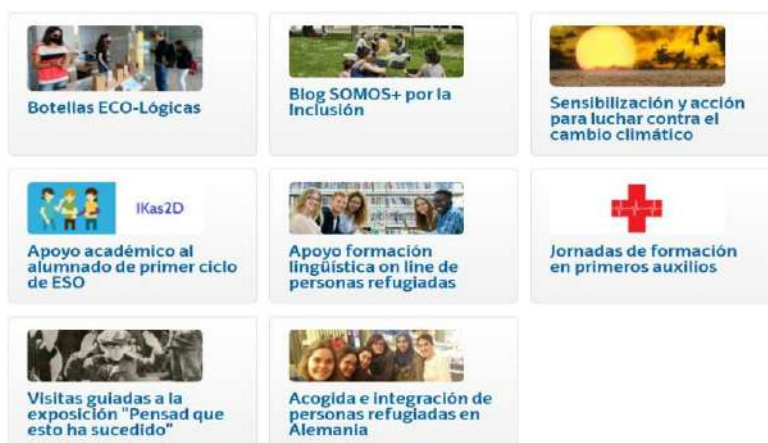 Botellas ECO-Lógicas
Blog SOMOS+ por la
Inclusión
Sensibilización y acción
para luchar contra el
cambio climático
IKas2D
Apoyo académico al
alumnado de primer ciclo
de ESO
Apoyo formación
lingüística on line de
personas refugiadas
Jornadas de formación
en primeros auxilios
Visitas guiadas a la
exposición "Pensad que
esto ha sucedido"
Acogida e integración de
personas refugiadas en
Alemania